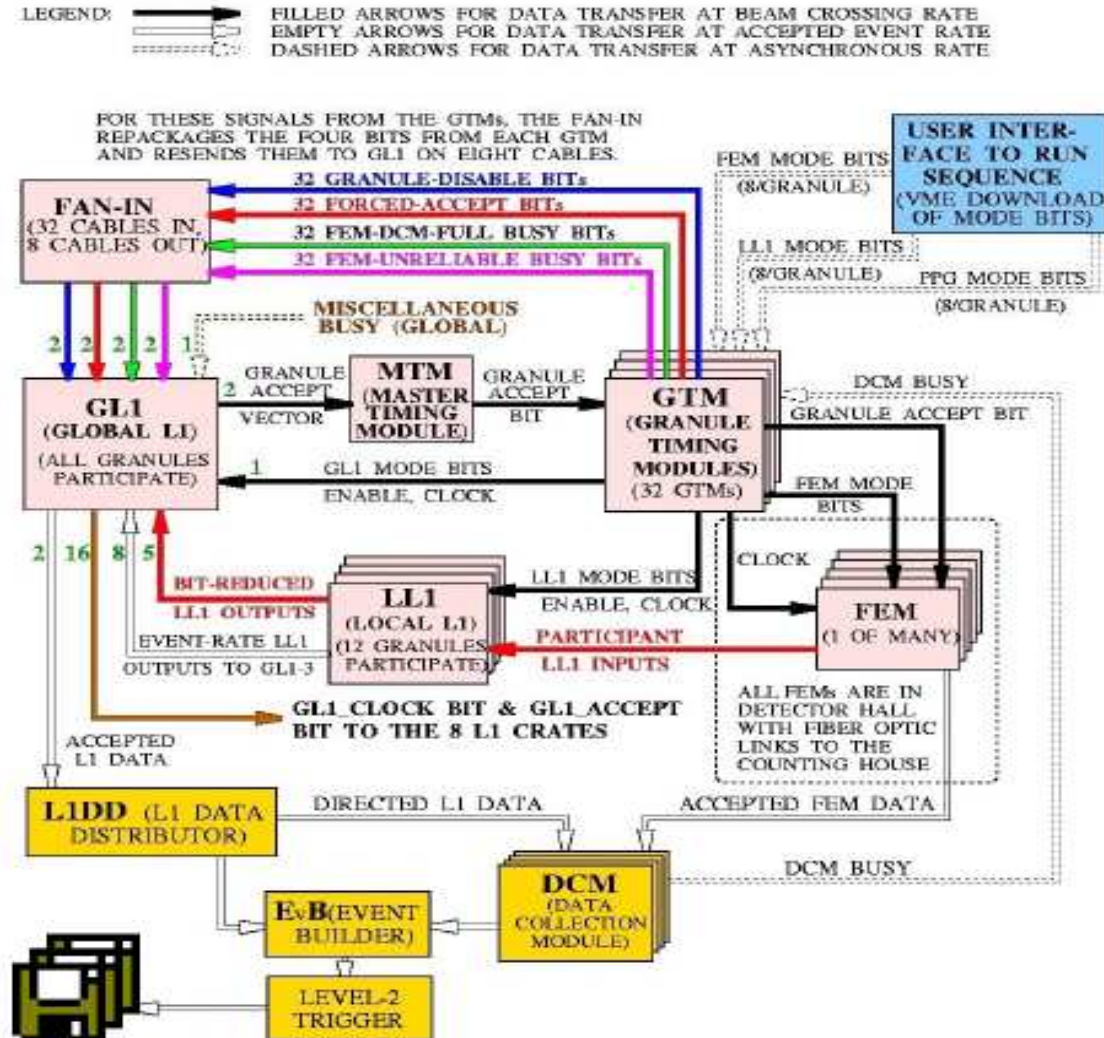 LEGEND:
FILLED ARROWS FOR DATA TRANSFER AT BEAM CROSSING RATE
EMPTY ARROWS FOR DATA TRANSFER AT ACCEPTED EVENT RATE
DASHED ARROWS FOR DATA TRANSFER AT ASYNCHRONOUS RATE
FOR THESE SIGNALS FROM THE GTMs, THE FAN-IN
REPACKAGES THE FOUR BITS FROM EACH GTM
AND RESENDS THEM TO GL1 ON EIGHT CABLES.
USER INTER-
FACE TO RUN
SEQUENCE
(VME DOWNLOAD
OF MODE BITS)
FEM MODE BITS
(8/GRANULE)
LL1 MODE BITS
(8/GRANULE)
PPG MODE BITS
(8/GRANULE)
FAN-IN
(32 CABLES IN,
8 CABLES OUT)
32 GRANULE-DISABLE BITs
32 FORCED-ACCEPT BITs
32 FEM-DCM-FULL BUSY BITs
32 FEM-UNRELIABLE BUSY BITs
MISCELLANEOUS
BUSY (GLOBAL)
2 2 2 2 1
GL1
(GLOBAL L1)
(ALL GRANULES
PARTICIPATE)
2
GRANULE
ACCEPT
VECTOR
MTM
(MASTER
TIMING
MODULE)
GRANULE
ACCEPT
BIT
GTM
(GRANULE
TIMING
MODULES)
(32 GTMs)
DCM BUSY
GRANULE ACCEPT BIT
1
GL1 MODE BITS
ENABLE, CLOCK
FEM MODE
BITS
CLOCK
2 16 8 5
BIT-REDUCED
LL1 OUTPUTS
EVENT-RATE LL1
OUTPUTS TO GL1-3
LL1
(LOCAL L1)
(12 GRANULES
PARTICIPATE)
LL1 MODE BITS
ENABLE, CLOCK
PARTICIPANT
LL1 INPUTS
FEM
(1 OF MANY)
ALL FEMs ARE IN
DETECTOR HALL
WITH FIBER OPTIC
LINKS TO THE
COUNTING HOUSE
GL1_CLOCK BIT & GL1_ACCEPT
BIT TO THE 8 L1 CRATES
ACCEPTED
L1 DATA
L1DD (L1 DATA
DISTRIBUTOR)
DIRECTED L1 DATA
ACCEPTED FEM DATA
DCM BUSY
DCM
(DATA
COLLECTION
MODULE)
EvB(EVENT
BUILDER)
LEVEL-2
TRIGGER